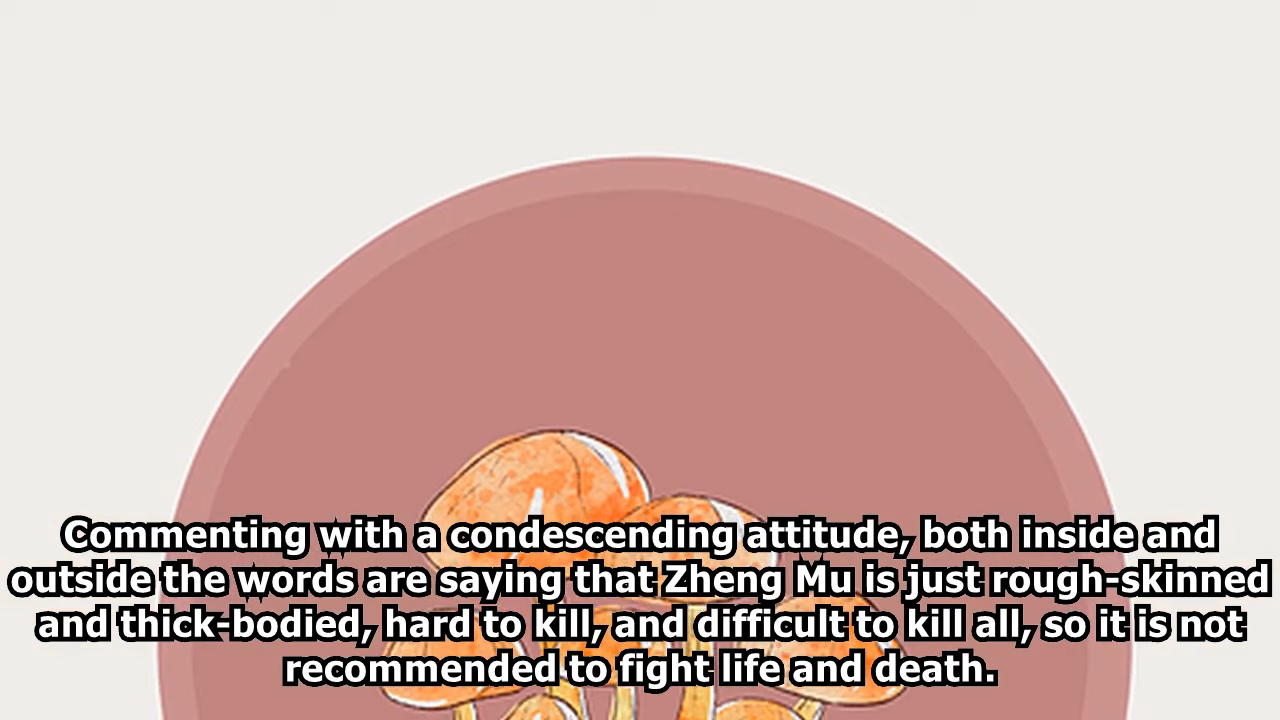 Commenting with a condescending attitude, both inside and
outside the words are saying that Zheng Mu is just rough-skinned
and thick-bodied, hard to kill, and difficult to kill all, so it is not
recommended to fight life and death.